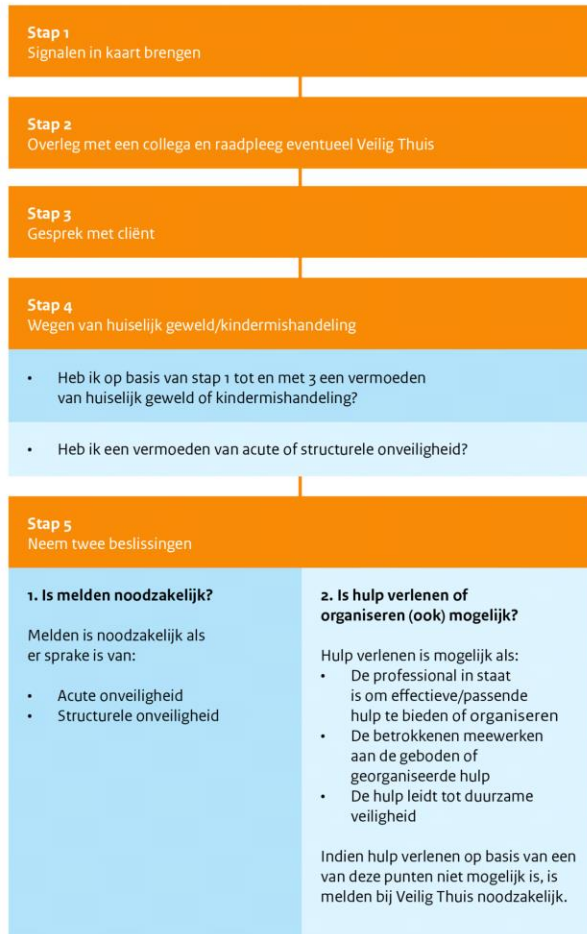 Stap 1
Signalen in kaart brengen
Stap 2
Overleg met een collega en raadpleeg eventueel Veilig Thuis
Stap 3
Gesprek met cliënt
Stap 4
Wegen van huiselijk geweld/kindermishandeling
• Heb ik op basis van stap 1 tot en met 3 een vermoeden
van huiselijk geweld of kindermishandeling?
• Heb ik een vermoeden van acute of structurele onveiligheid?
Stap 5
Neem twee beslissingen
1. Is melden noodzakelijk?
Melden is noodzakelijk als
er sprake is van:
• Acute onveiligheid
• Structurele onveiligheid
2. Is hulp verlenen of
organiseren (ook) mogelijk?
Hulp verlenen is mogelijk als:
• De professional in staat
is om effectieve/passende
hulp te bieden of organiseren
• De betrokkenen meewerken
aan de geboden of
georganiseerde hulp
• De hulp leidt tot duurzame
veiligheid
Indien hulp verlenen op basis van een
van deze punten niet mogelijk is, is
melden bij Veilig Thuis noodzakelijk.